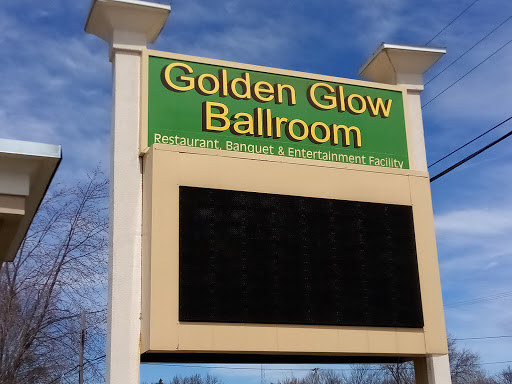 Golden Glow
Ballroom
Restaurant, Banquet & Entertainment Facility